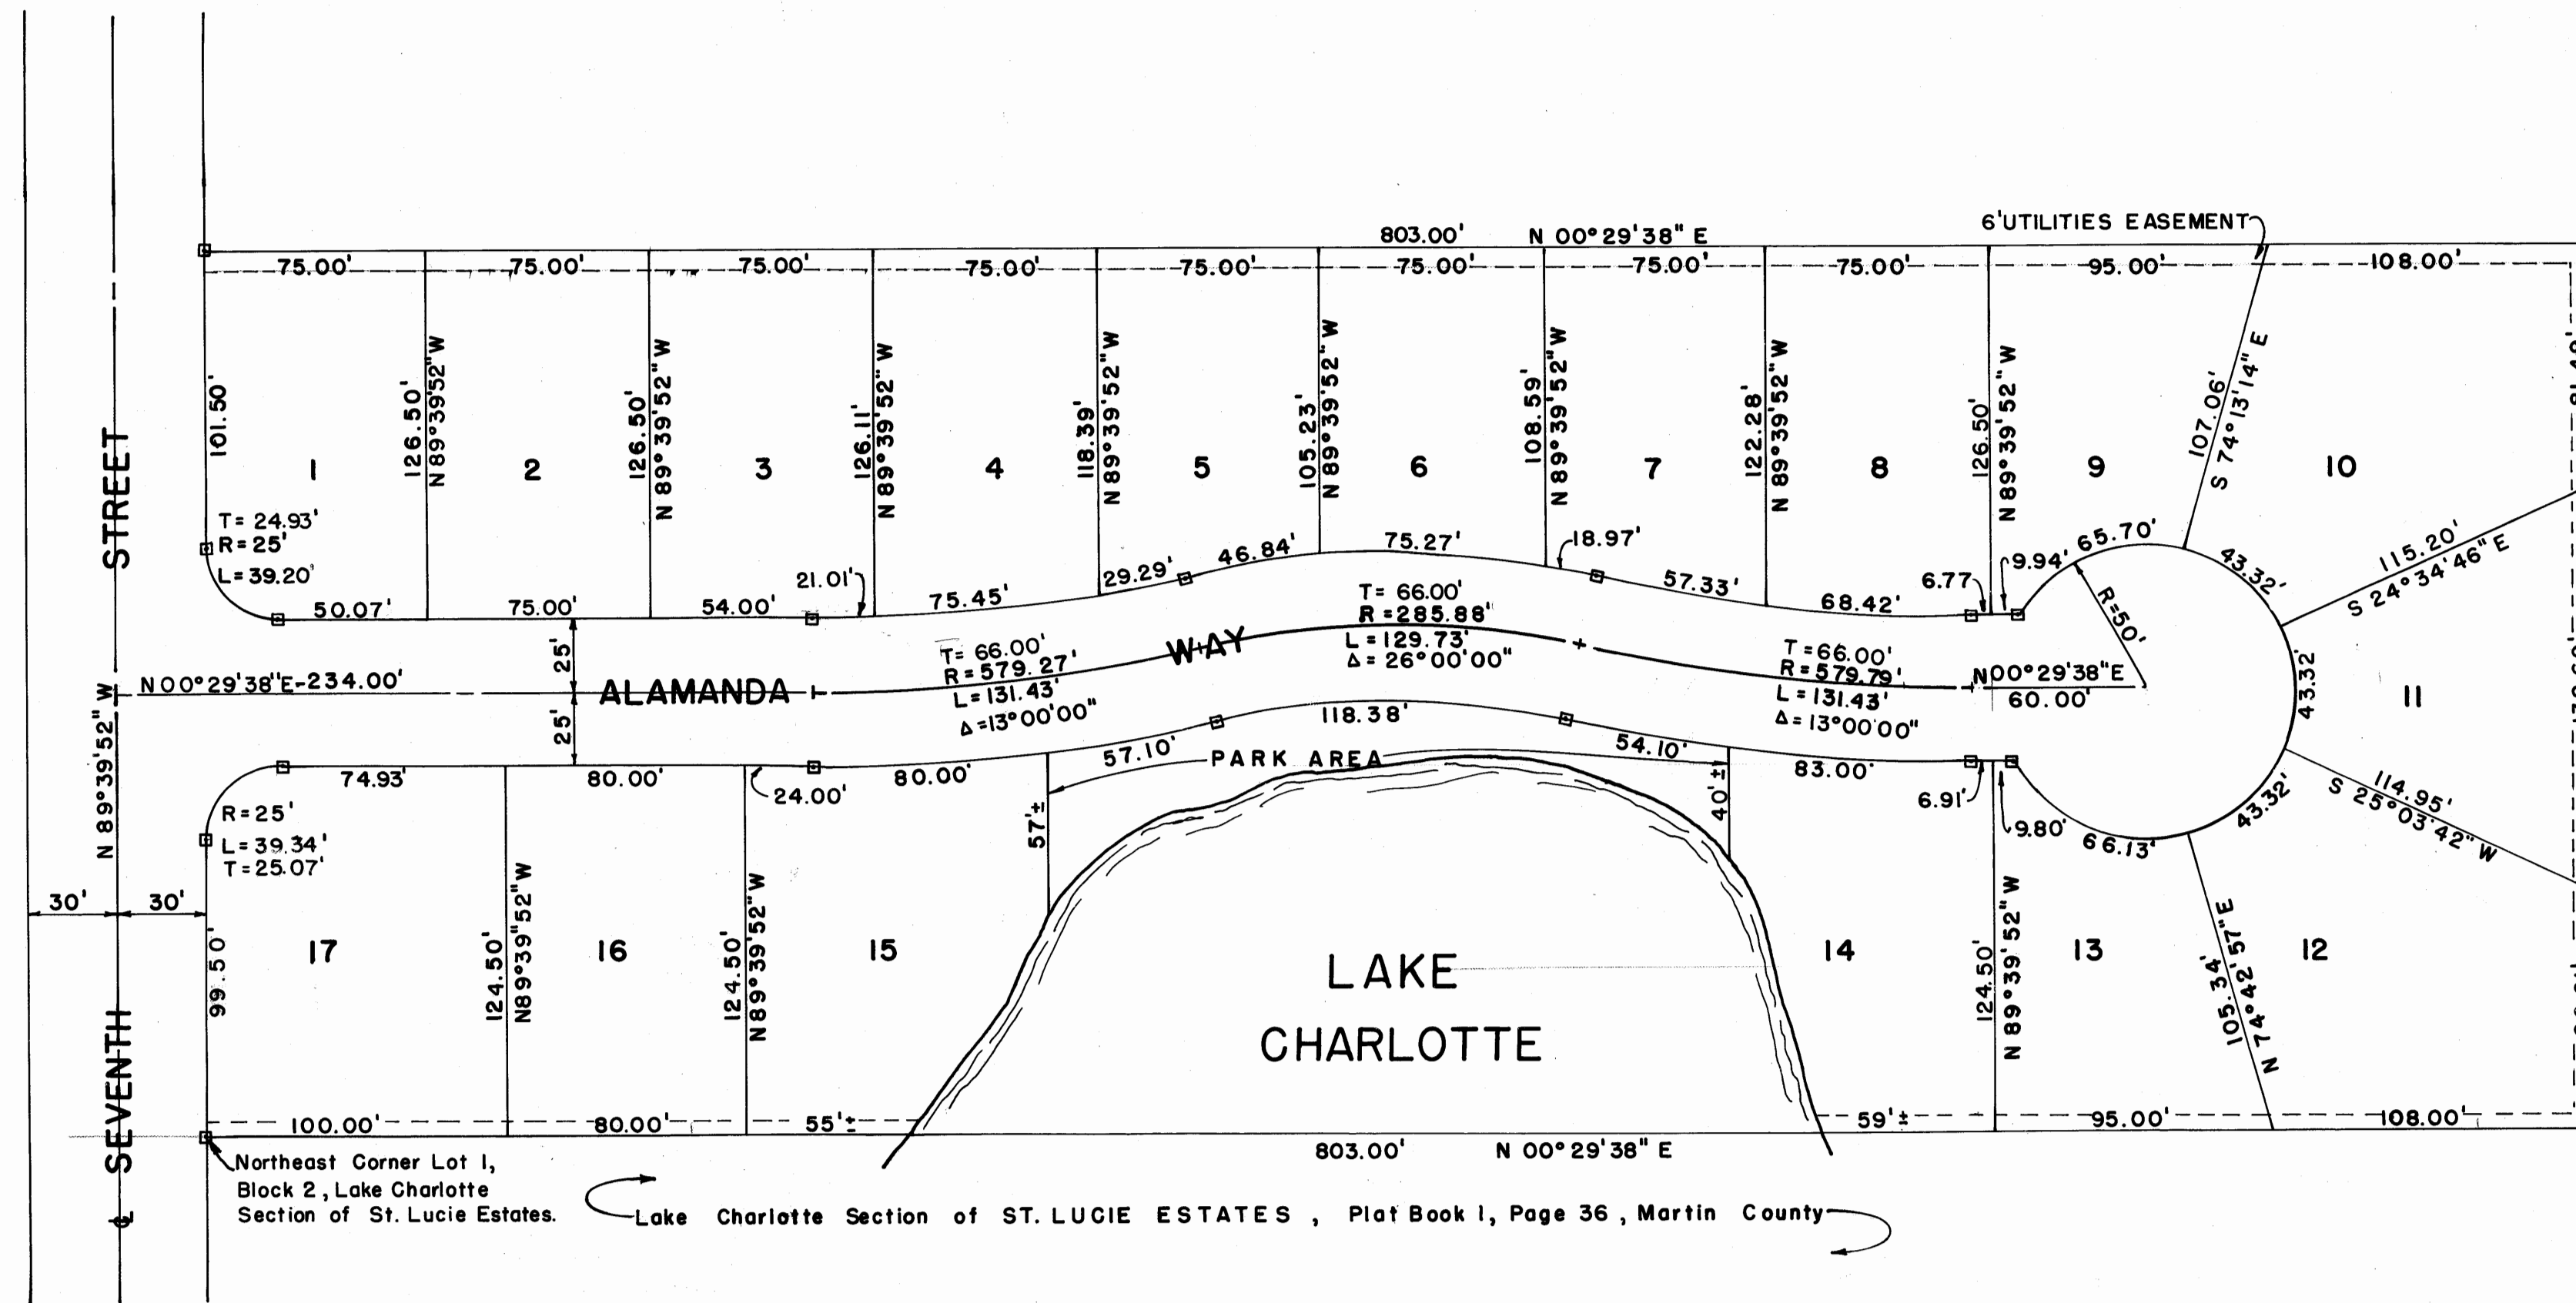 6' UTILITIES EASEMENT
803.00' N 00°29'38" E
75.00' 75.00' 75.00' 75.00' 75.00' 75.00' 75.00' 75.00' 95.00' 108.00'
101.50'
126.50'
N 89°39'52" W
126.50'
N 89°39'52" W
126.11'
N 89°39'52" W
118.39'
N 89°39'52" W
105.23'
N 89°39'52" W
108.59'
N 89°39'52" W
122.28'
N 89°39'52" W
126.50'
N 89°39'52" W
107.06'
S 74°13'14" E
1 2 3 4 5 6 7 8 9 10
T= 24.93'
R= 25'
L= 39.20'
50.07' 75.00' 54.00' 21.01' 75.45' 29.29' 46.84' 75.27' 18.97' 57.33' 68.42' 6.77 9.94' 65.70' 43.32'
115.20'
S 24°34'46" E
R=50'
43.32'
11
STREET
N 89°39'52" W
N 00°29'38" E-234.00'
25'
25'
ALAMANDA WAY
T= 66.00'
R= 579.27'
L= 131.43'
Δ=13°00'00"
T= 66.00'
R= 285.88'
L= 129.73'
Δ= 26°00'00"
T=66.00'
R= 579.79'
L= 131.43'
Δ= 13°00'00"
N00°29'38"E
60.00'
74.93' 80.00' 24.00' 80.00' 57.10' 118.38' 54.10' 83.00' 6.91' 9.80' 66.13' 43.32'
PARK AREA
114.95'
S 25°03'42" W
R= 25'
L= 39.34'
T= 25.07'
57'±
40'±
30' 30'
99.50'
124.50'
N89°39'52" W
124.50'
N89°39'52" W
124.50'
N 89°39'52" W
105.34'
N 74°42'57"E
17 16 15 14 13 12
LAKE
CHARLOTTE
℄ SEVENTH
100.00' 80.00' 55'± 59'± 95.00' 108.00'
803.00' N 00°29'38" E
Northeast Corner Lot 1,
Block 2, Lake Charlotte
Section of St. Lucie Estates.
Lake Charlotte Section of ST. LUCIE ESTATES , Plat Book 1, Page 36 , Martin County